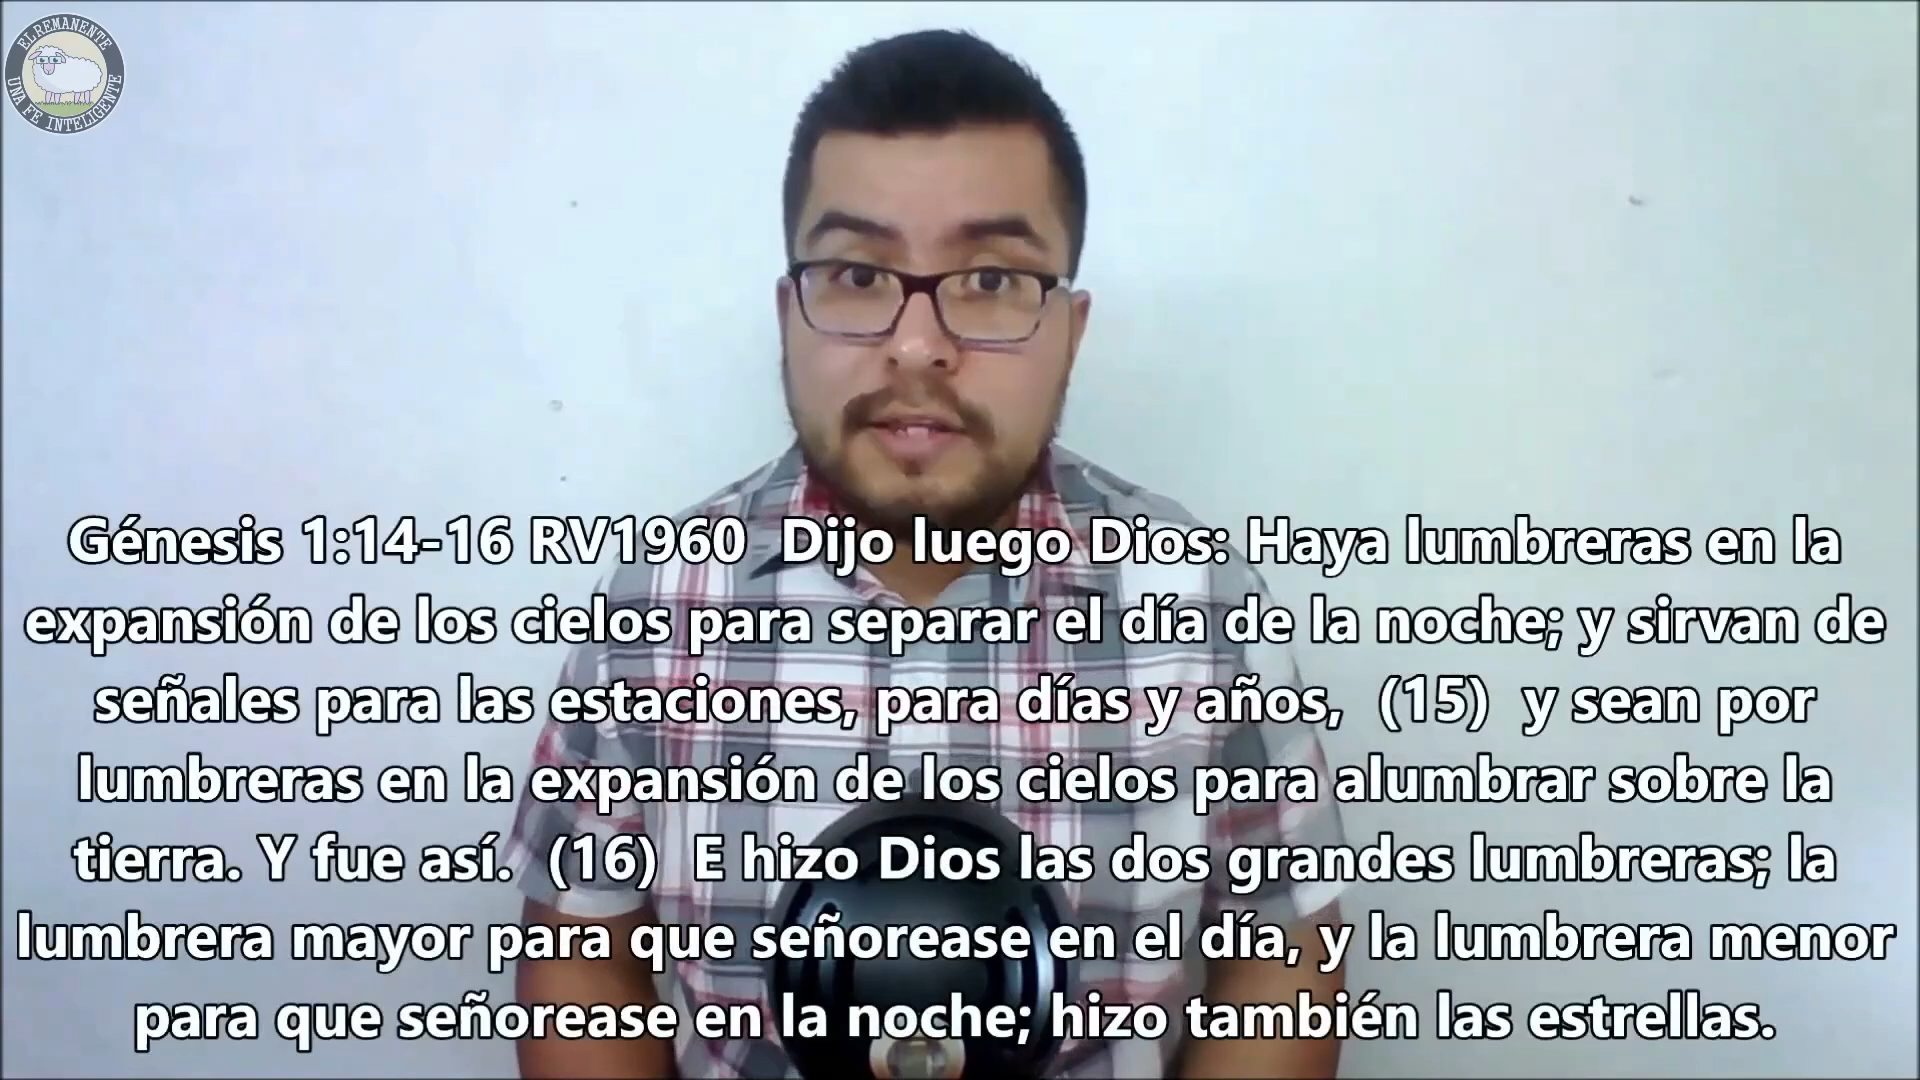 EL REMANENTE
UNA FE INTELIGENTE
Génesis 1:14-16 RV1960  Dijo luego Dios: Haya lumbreras en la
expansión de los cielos para separar el día de la noche; y sirvan de
señales para las estaciones, para días y años,  (15)  y sean por
lumbreras en la expansión de los cielos para alumbrar sobre la
tierra. Y fue así.  (16)  E hizo Dios las dos grandes lumbreras; la
lumbrera mayor para que señorease en el día, y la lumbrera menor
para que señorease en la noche; hizo también las estrellas.